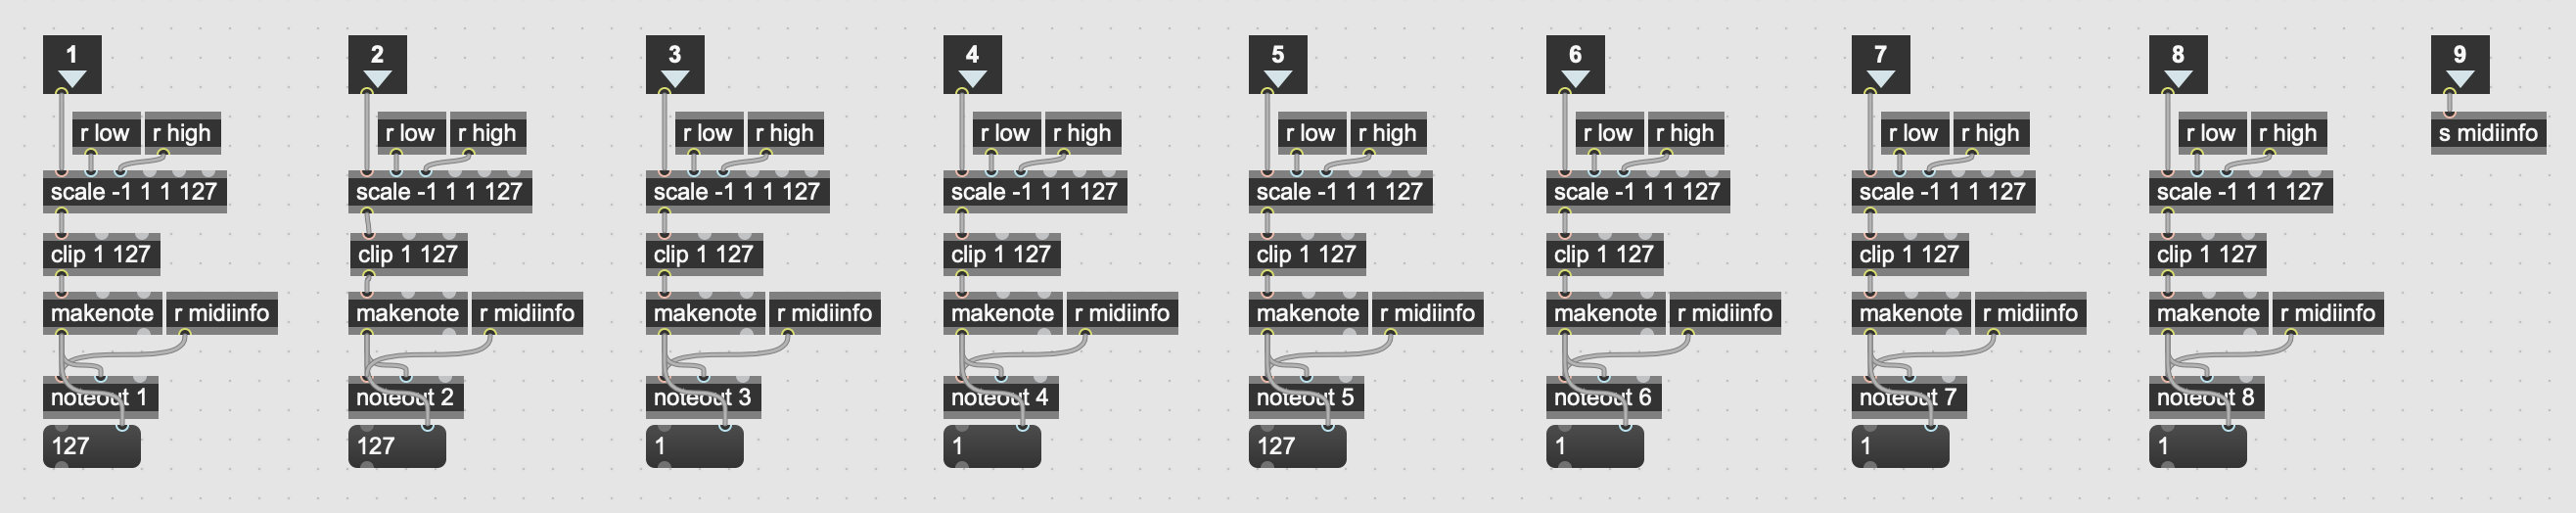 1 2 3 4 5 6 7 8 9
r low r high r low r high r low r high r low r high r low r high r low r high r low r high r low r high s midiinfo
scale -1 1 1 127 scale -1 1 1 127 scale -1 1 1 127 scale -1 1 1 127 scale -1 1 1 127 scale -1 1 1 127 scale -1 1 1 127 scale -1 1 1 127
clip 1 127 clip 1 127 clip 1 127 clip 1 127 clip 1 127 clip 1 127 clip 1 127 clip 1 127
makenote r midiinfo makenote r midiinfo makenote r midiinfo makenote r midiinfo makenote r midiinfo makenote r midiinfo makenote r midiinfo makenote r midiinfo
noteout 1 noteout 2 noteout 3 noteout 4 noteout 5 noteout 6 noteout 7 noteout 8
127 127 1 1 127 1 1 1